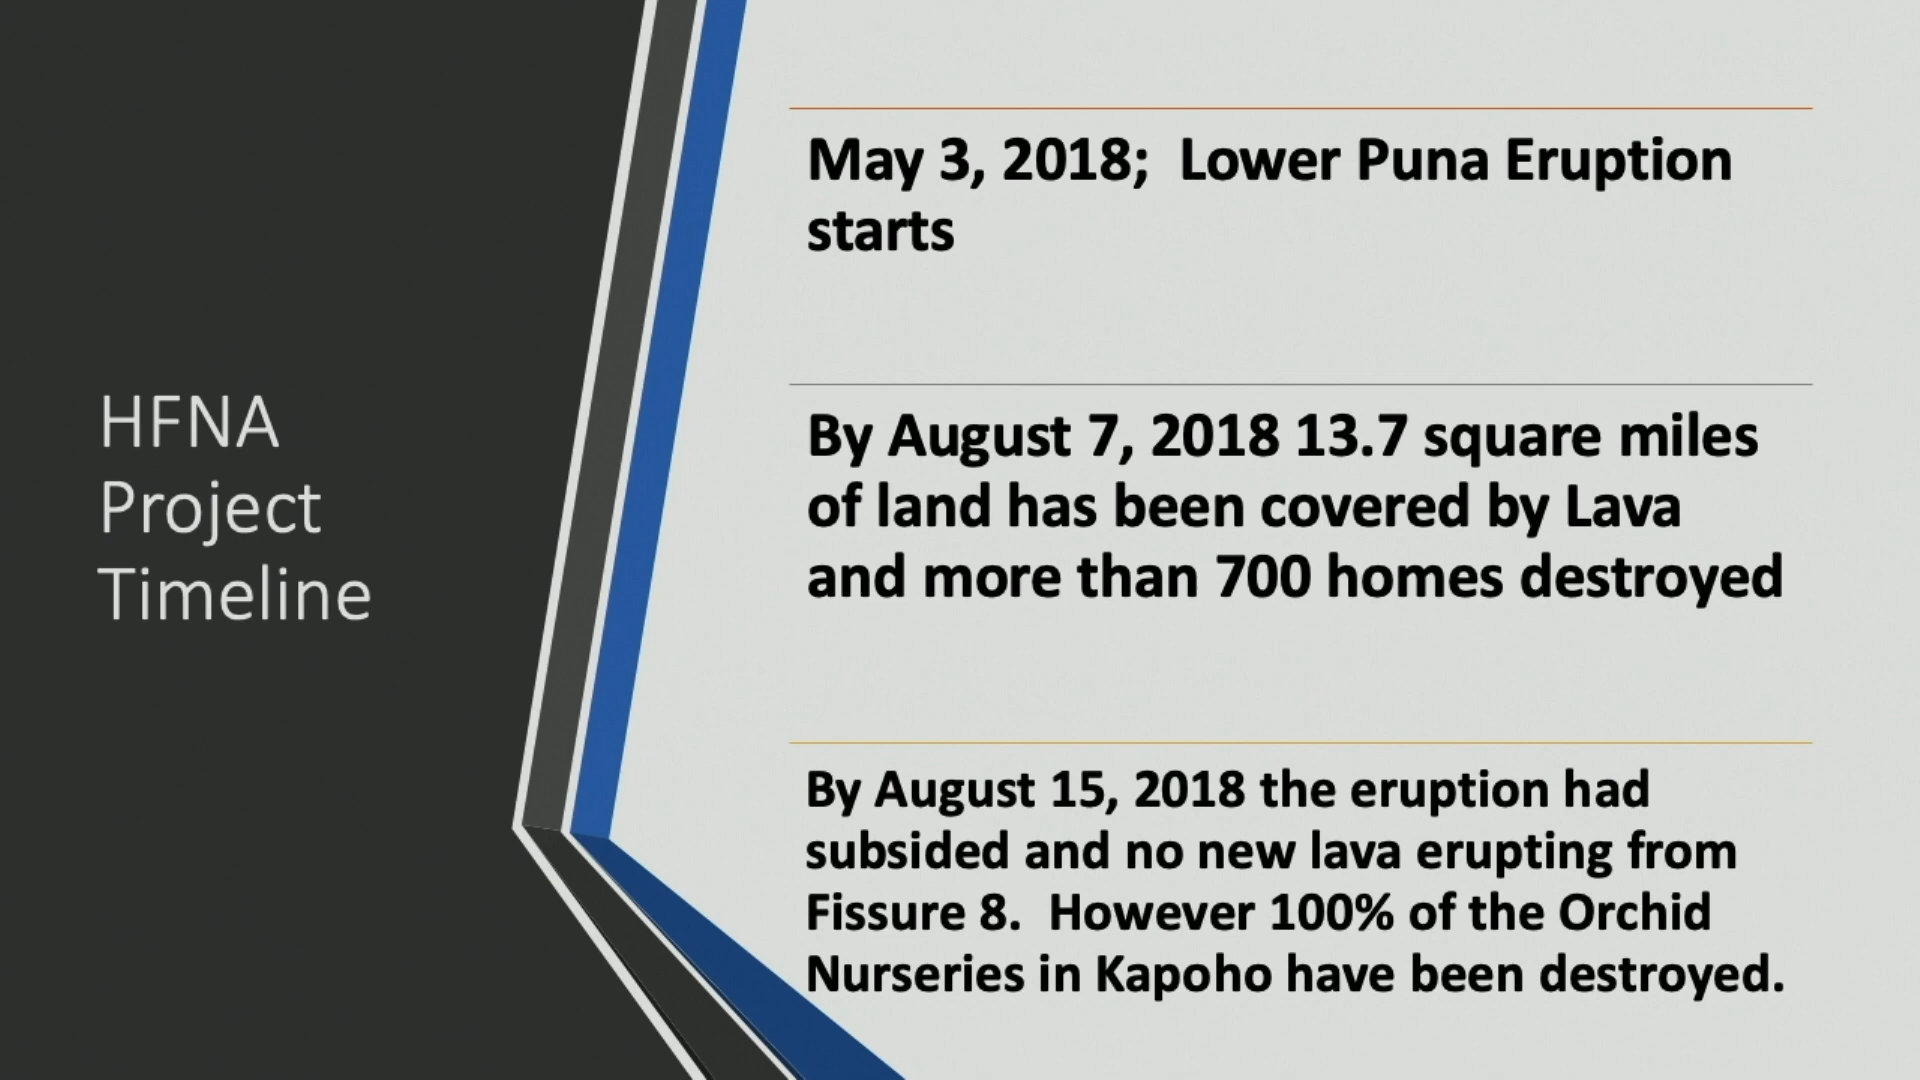 HFNA
Project
Timeline
May 3, 2018;  Lower Puna Eruption
starts
By August 7, 2018 13.7 square miles
of land has been covered by Lava
and more than 700 homes destroyed
By August 15, 2018 the eruption had
subsided and no new lava erupting from
Fissure 8.  However 100% of the Orchid
Nurseries in Kapoho have been destroyed.